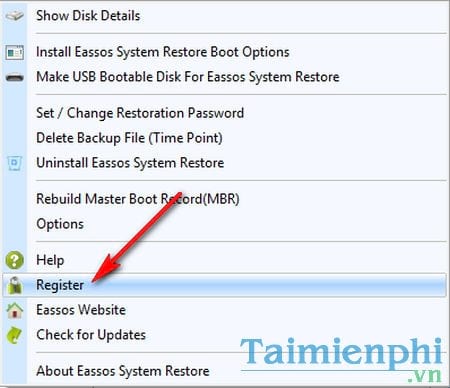 Show Disk Details
Install Eassos System Restore Boot Options
Make USB Bootable Disk For Eassos System Restore
Set / Change Restoration Password
Delete Backup File (Time Point)
Uninstall Eassos System Restore
Rebuild Master Boot Record(MBR)
Options
Help
Register
Eassos Website
Check for Updates
About Eassos System Restore
Taimienphi
.vn